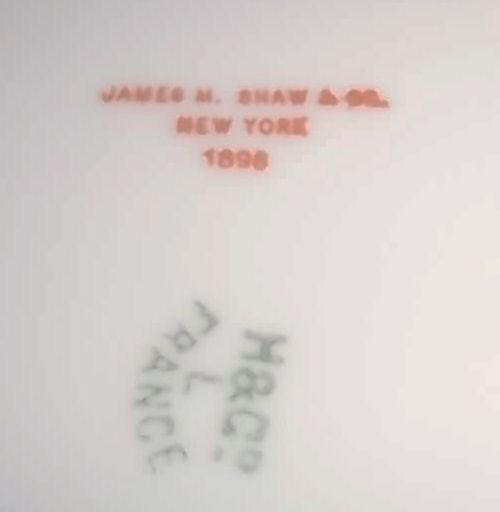 JAMES M. SHAW & CO.
NEW YORK
1898
H&Co
L
FRANCE